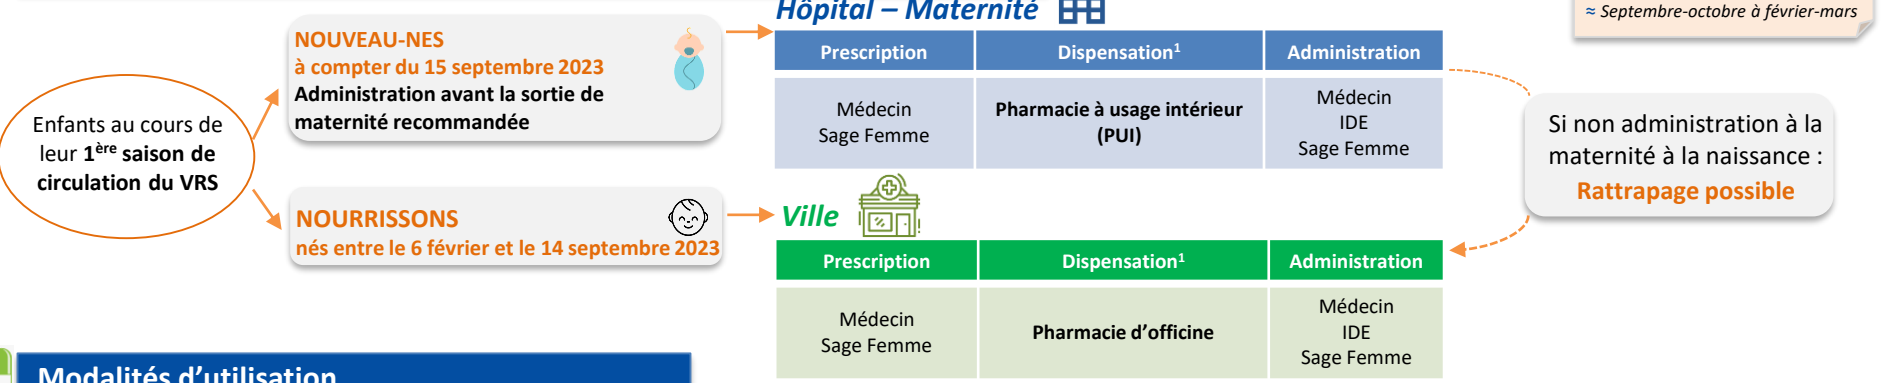 Hôpital – Maternité
≈ Septembre-octobre à février-mars
Enfants au cours de
leur 1ère saison de
circulation du VRS
NOUVEAU-NES
à compter du 15 septembre 2023
Administration avant la sortie de
maternité recommandée
NOURRISSONS
nés entre le 6 février et le 14 septembre 2023
Prescription Dispensation1 Administration
Médecin
Sage Femme
Pharmacie à usage intérieur
(PUI)
Médecin
IDE
Sage Femme
Ville
Prescription Dispensation1 Administration
Médecin
Sage Femme
Pharmacie d’officine
Médecin
IDE
Sage Femme
Si non administration à la
maternité à la naissance :
Rattrapage possible
Modalités d’utilisation